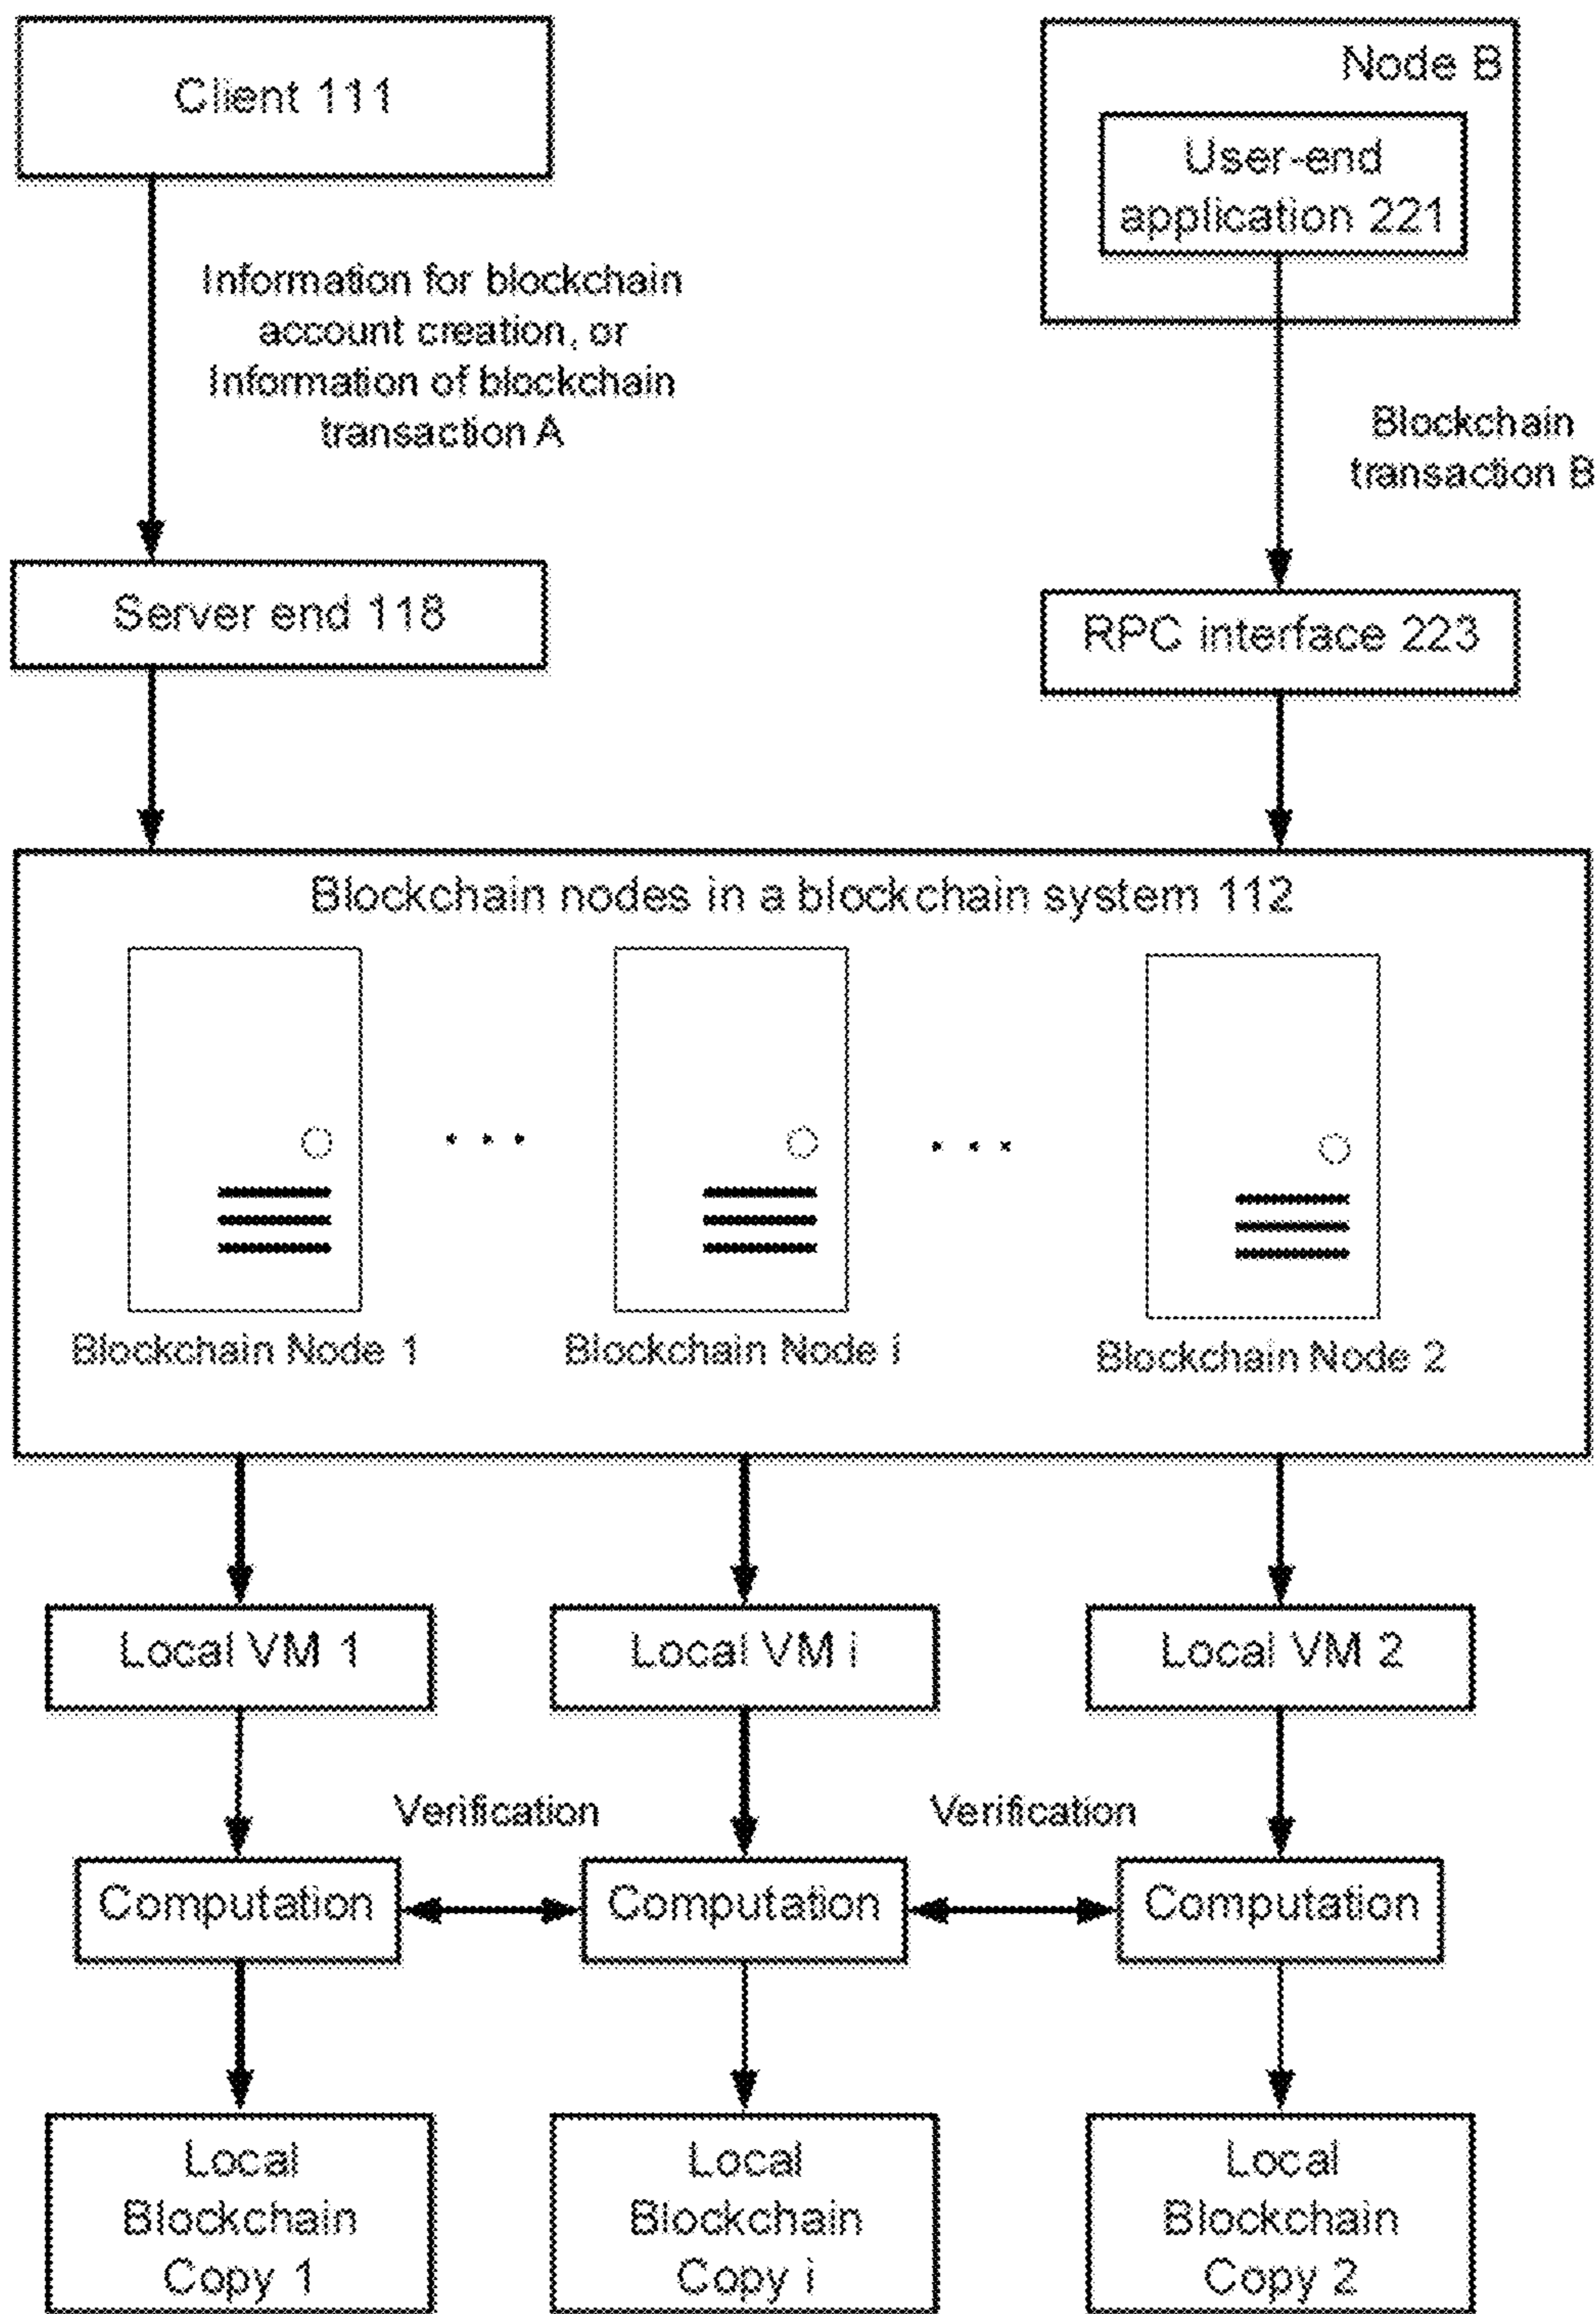 Client 111
Node B
User-end
application 221
Information for blockchain
account creation, or
Information of blockchain
transaction A
Blockchain
transaction B
Server end 118
RPC interface 223
Blockchain nodes in a blockchain system 112
Blockchain Node 1
Blockchain Node i
Blockchain Node 2
Local VM 1
Local VM i
Local VM 2
Verification
Verification
Computation
Computation
Computation
Local
Blockchain
Copy 1
Local
Blockchain
Copy i
Local
Blockchain
Copy 2